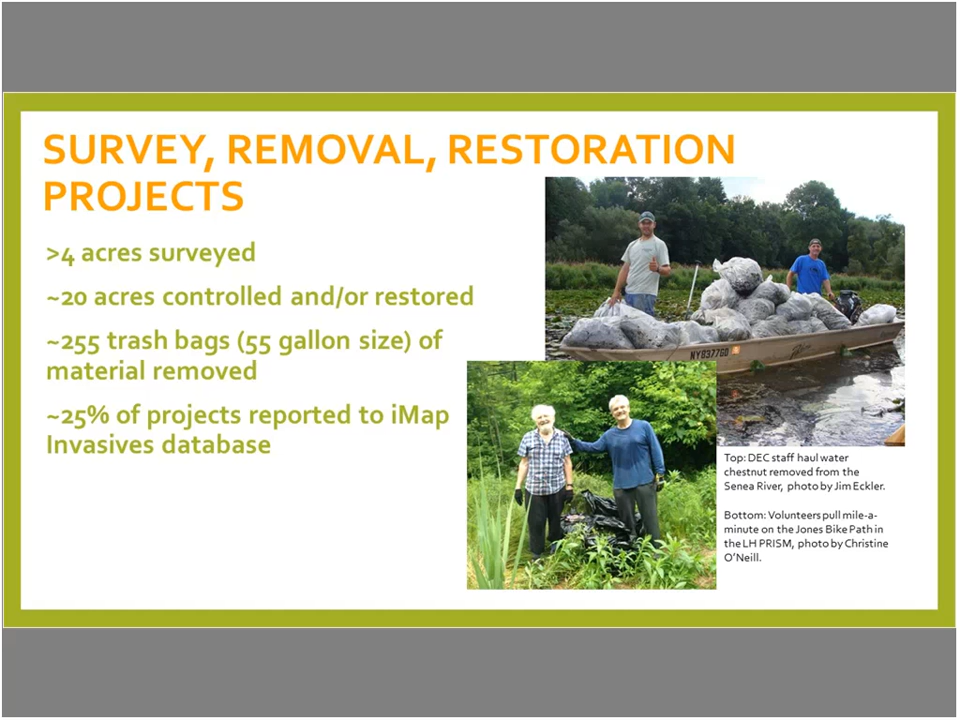 SURVEY, REMOVAL, RESTORATION
PROJECTS
>4 acres surveyed
~20 acres controlled and/or restored
~255 trash bags (55 gallon size) of
material removed
~25% of projects reported to iMap
Invasives database
NY8377GD
Top: DEC staff haul water
chestnut removed from the
Senea River, photo by Jim Eckler.
Bottom: Volunteers pull mile-a-
minute on the Jones Bike Path in
the LH PRISM, photo by Christine
O'Neill.